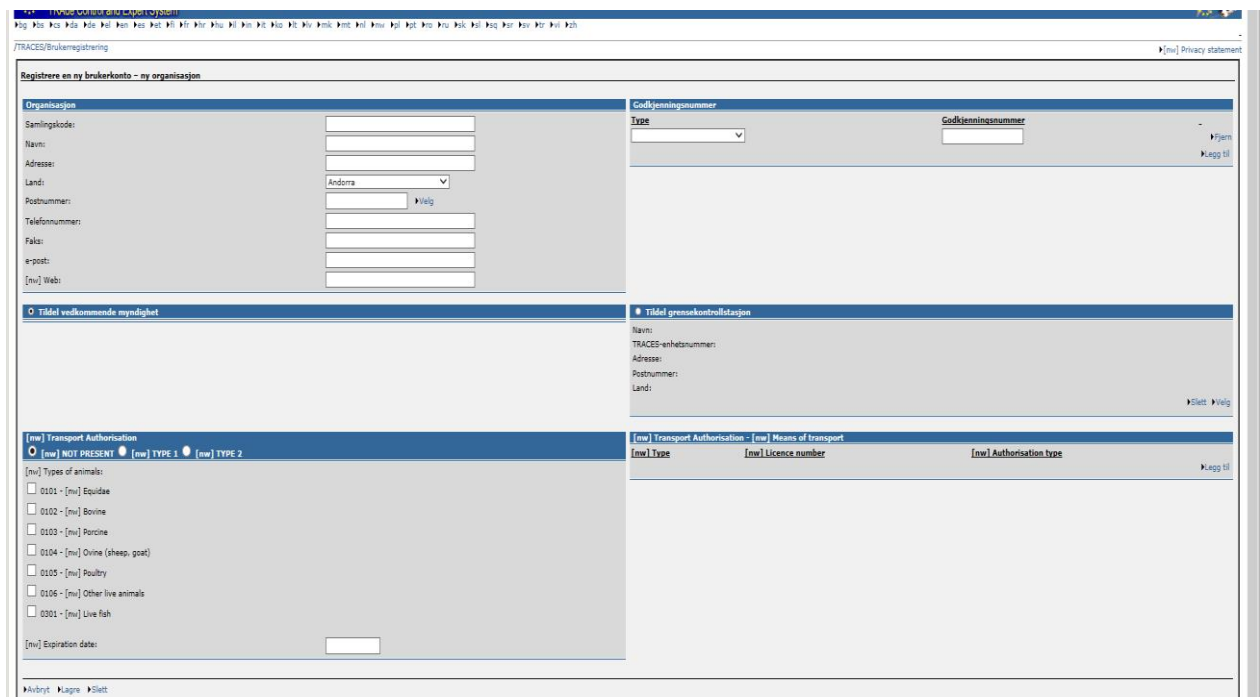 TRAde Control and Expert System
bg bs cs da de el en es et fi fr hr hu il in it ko lt lv mk mt nl nw pl pt ro ru sk sl sq sr sv tr vi zh
/TRACES/Brukerregistrering
[nw] Privacy statement
Registrere en ny brukerkonto - ny organisasjon
Organisasjon
Samlingskode:
Navn:
Adresse:
Land: Andorra
Postnummer: Velg
Telefonnummer:
Faks:
e-post:
[nw] Web:
Godkjenningsnummer
Type Godkjenningsnummer
Fjern
Legg til
Tildel vedkommende myndighet
Tildel grensekontrollstasjon
Navn:
TRACES-enhetsnummer:
Adresse:
Postnummer:
Land:
Slett Velg
[nw] Transport Authorisation
[nw] NOT PRESENT [nw] TYPE 1 [nw] TYPE 2
[nw] Types of animals:
0101 - [nw] Equidae
0102 - [nw] Bovine
0103 - [nw] Porcine
0104 - [nw] Ovine (sheep, goat)
0105 - [nw] Poultry
0106 - [nw] Other live animals
0301 - [nw] Live fish
[nw] Expiration date:
[nw] Transport Authorisation - [nw] Means of transport
[nw] Type [nw] Licence number [nw] Authorisation type
Legg til
Avbryt Lagre Slett